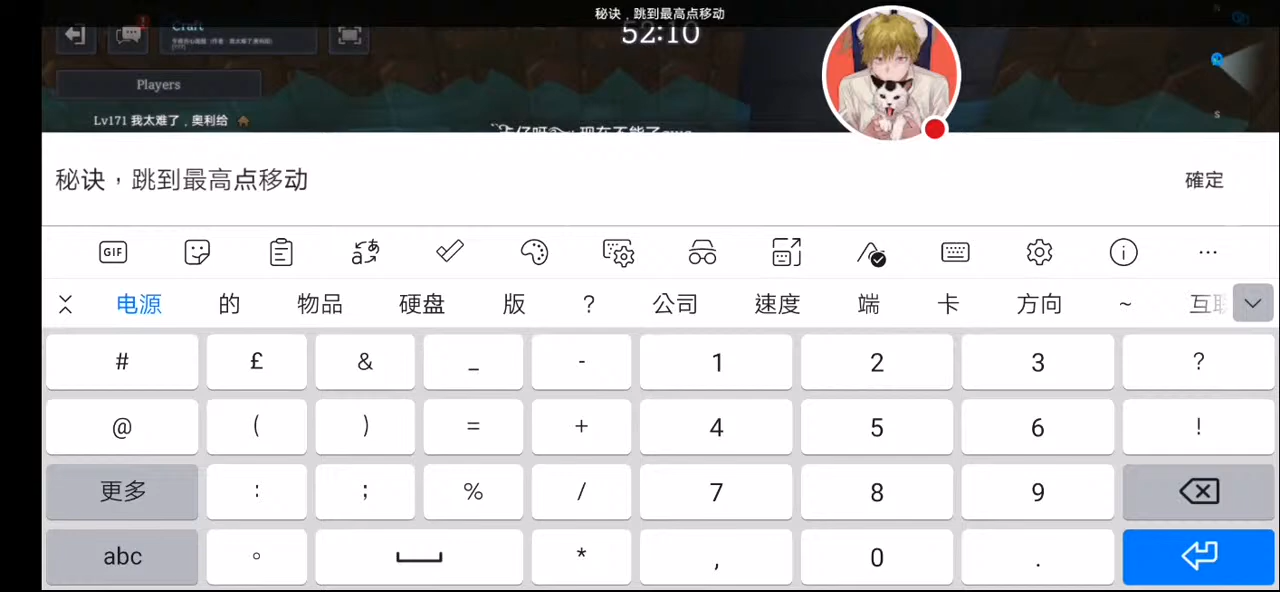 秘诀，跳到最高点移动
Craft
52:10
Players
Lv171 我太难了，奥利给
N
S
秘诀，跳到最高点移动
確定
GIF
电源 的 物品 硬盘 版 ? 公司 速度 端 卡 方向 ~
# £ & _ - 1 2 3 ?
@ ( ) = + 4 5 6 !
更多 : ; % / 7 8 9
abc 。 * , 0 .